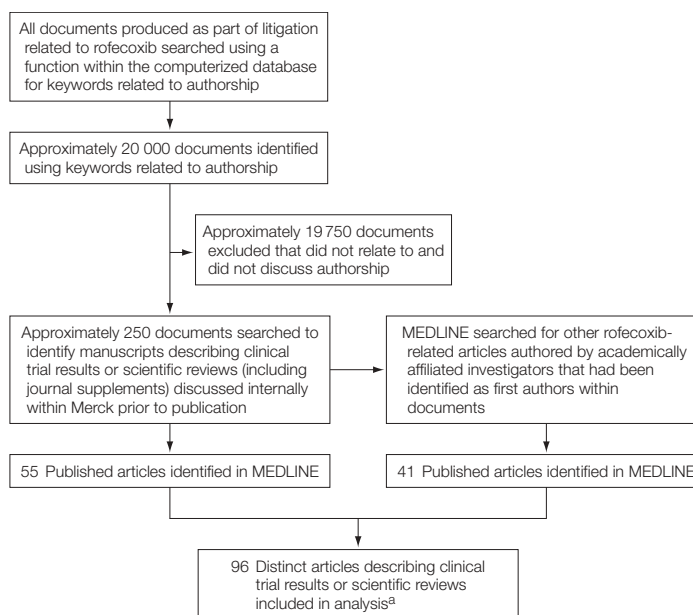 All documents produced as part of litigation
related to rofecoxib searched using a
function within the computerized database
for keywords related to authorship
Approximately 20 000 documents identified
using keywords related to authorship
Approximately 19 750 documents
excluded that did not relate to and
did not discuss authorship
Approximately 250 documents searched to
identify manuscripts describing clinical
trial results or scientific reviews (including
journal supplements) discussed internally
within Merck prior to publication
MEDLINE searched for other rofecoxib-
related articles authored by academically
affiliated investigators that had been
identified as first authors within
documents
55 Published articles identified in MEDLINE
41 Published articles identified in MEDLINE
96 Distinct articles describing clinical
trial results or scientific reviews
included in analysisa